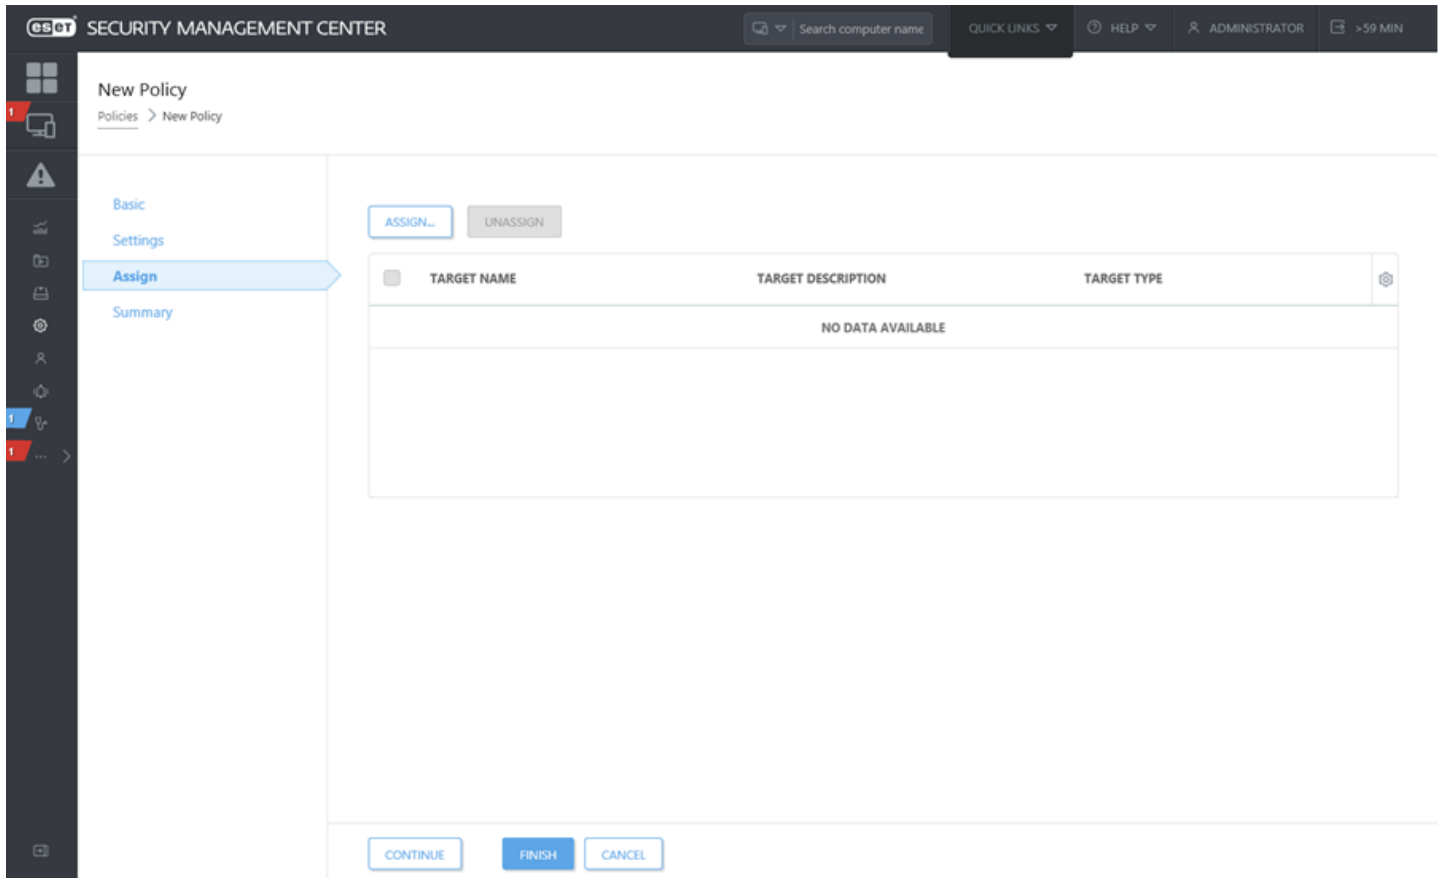 eset SECURITY MANAGEMENT CENTER
Search computer name
QUICK LINKS
HELP
ADMINISTRATOR
>59 MIN
New Policy
Policies > New Policy
1
1
1
...
Basic
Settings
Assign
Summary
ASSIGN...
UNASSIGN
TARGET NAME
TARGET DESCRIPTION
TARGET TYPE
NO DATA AVAILABLE
CONTINUE
FINISH
CANCEL